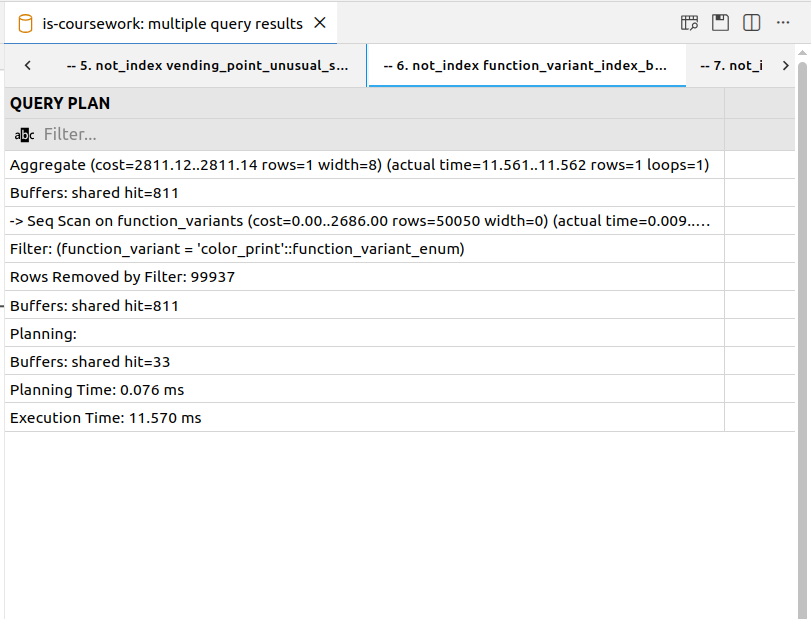 is-coursework: multiple query results
-- 5. not_index vending_point_unusual_s...
-- 6. not_index function_variant_index_b...
-- 7. not_i
QUERY PLAN
abc Filter...
Aggregate (cost=2811.12..2811.14 rows=1 width=8) (actual time=11.561..11.562 rows=1 loops=1)
Buffers: shared hit=811
-> Seq Scan on function_variants (cost=0.00..2686.00 rows=50050 width=0) (actual time=0.009..…
Filter: (function_variant = 'color_print'::function_variant_enum)
Rows Removed by Filter: 99937
Buffers: shared hit=811
Planning:
Buffers: shared hit=33
Planning Time: 0.076 ms
Execution Time: 11.570 ms